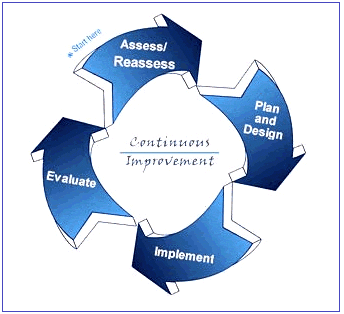 * Start here
Assess/
Reassess
Plan
and
Design
Continuous
Improvement
Evaluate
Implement